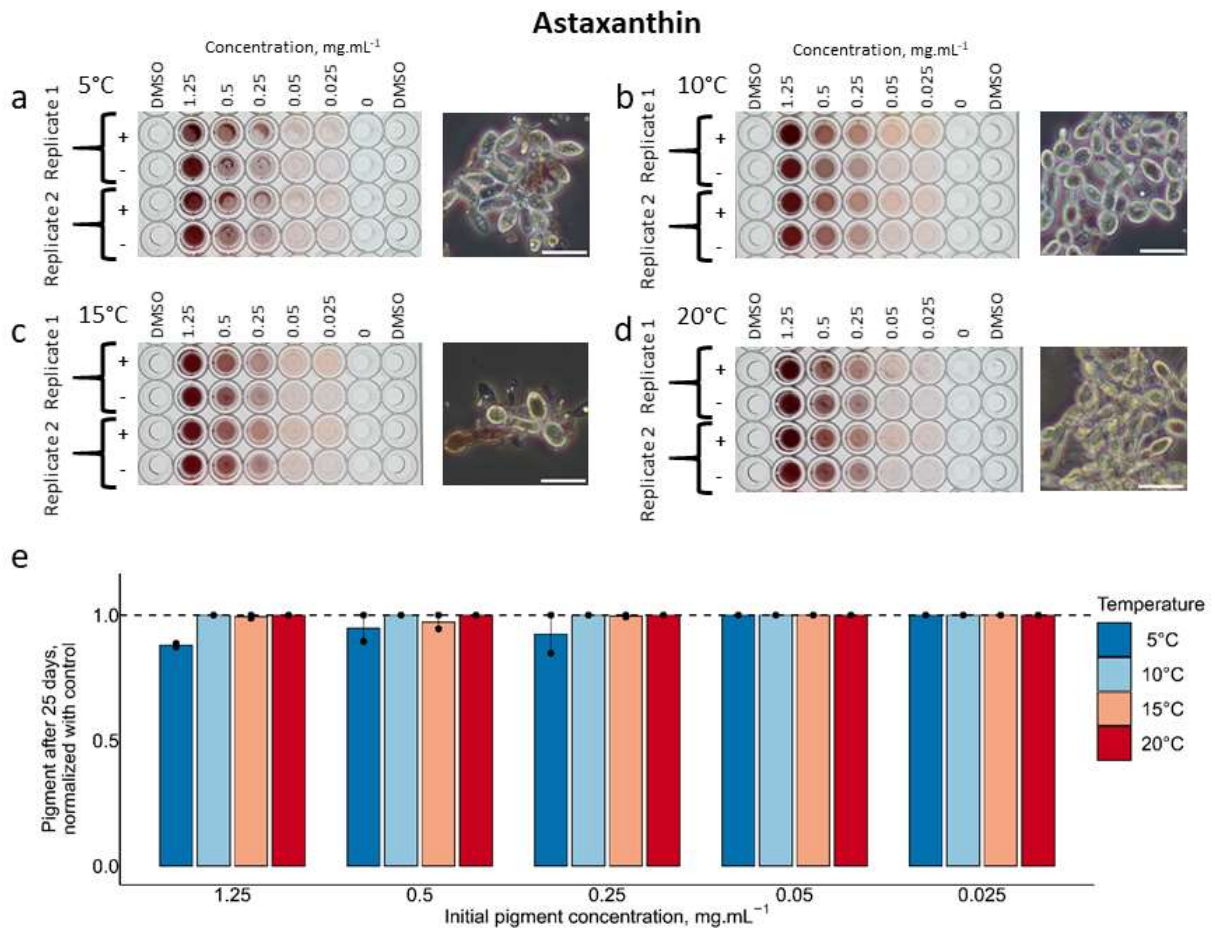 Astaxanthin
Concentration, mg.mL⁻¹
a
5°C
DMSO
1.25
0.5
0.25
0.05
0.025
0
DMSO
Replicate 1
+
-
Replicate 2
+
-
Concentration, mg.mL⁻¹
b
10°C
DMSO
1.25
0.5
0.25
0.05
0.025
0
DMSO
Replicate 1
+
-
Replicate 2
+
-
c
15°C
DMSO
1.25
0.5
0.25
0.05
0.025
0
DMSO
Replicate 1
+
-
Replicate 2
+
-
d
20°C
DMSO
1.25
0.5
0.25
0.05
0.025
0
DMSO
Replicate 1
+
-
Replicate 2
+
-
e
Pigment after 25 days,
normalized with control
1.0
0.5
0.0
1.25
0.5
0.25
0.05
0.025
Initial pigment concentration, mg.mL⁻¹
Temperature
5°C
10°C
15°C
20°C